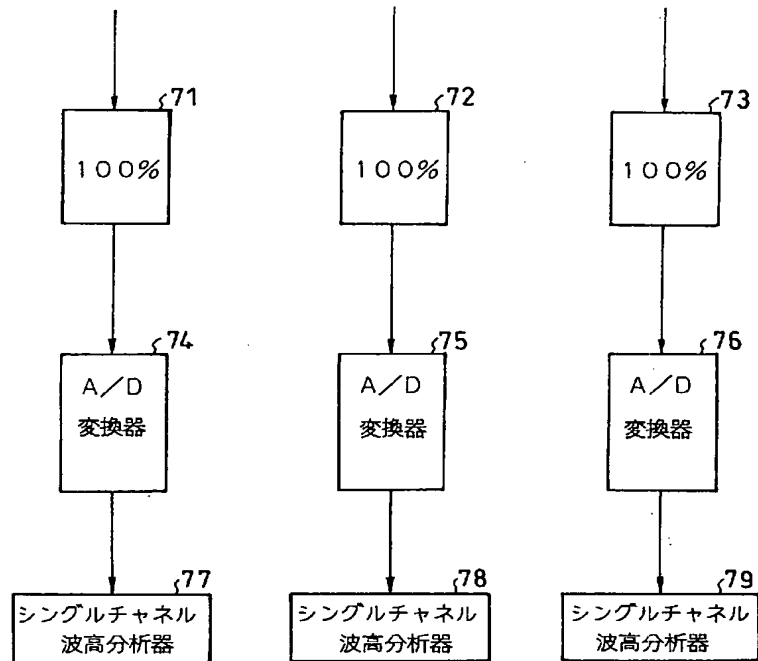 71
72
73
１００%
１００%
１００%
74
75
76
A／D
変換器
A／D
変換器
A／D
変換器
77
78
79
シングルチャネル
波高分析器
シングルチャネル
波高分析器
シングルチャネル
波高分析器